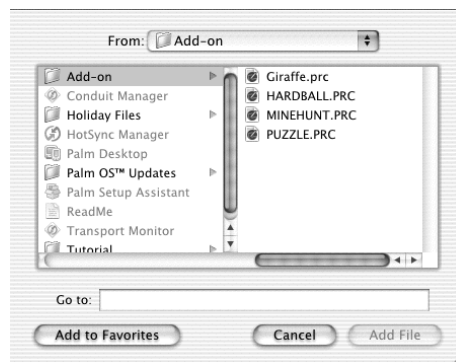 From: Add-on
Add-on
Conduit Manager
Holiday Files
HotSync Manager
Palm Desktop
Palm OS™ Updates
Palm Setup Assistant
ReadMe
Transport Monitor
Tutorial
Giraffe.prc
HARDBALL.PRC
MINEHUNT.PRC
PUZZLE.PRC
Go to:
Add to Favorites
Cancel
Add File